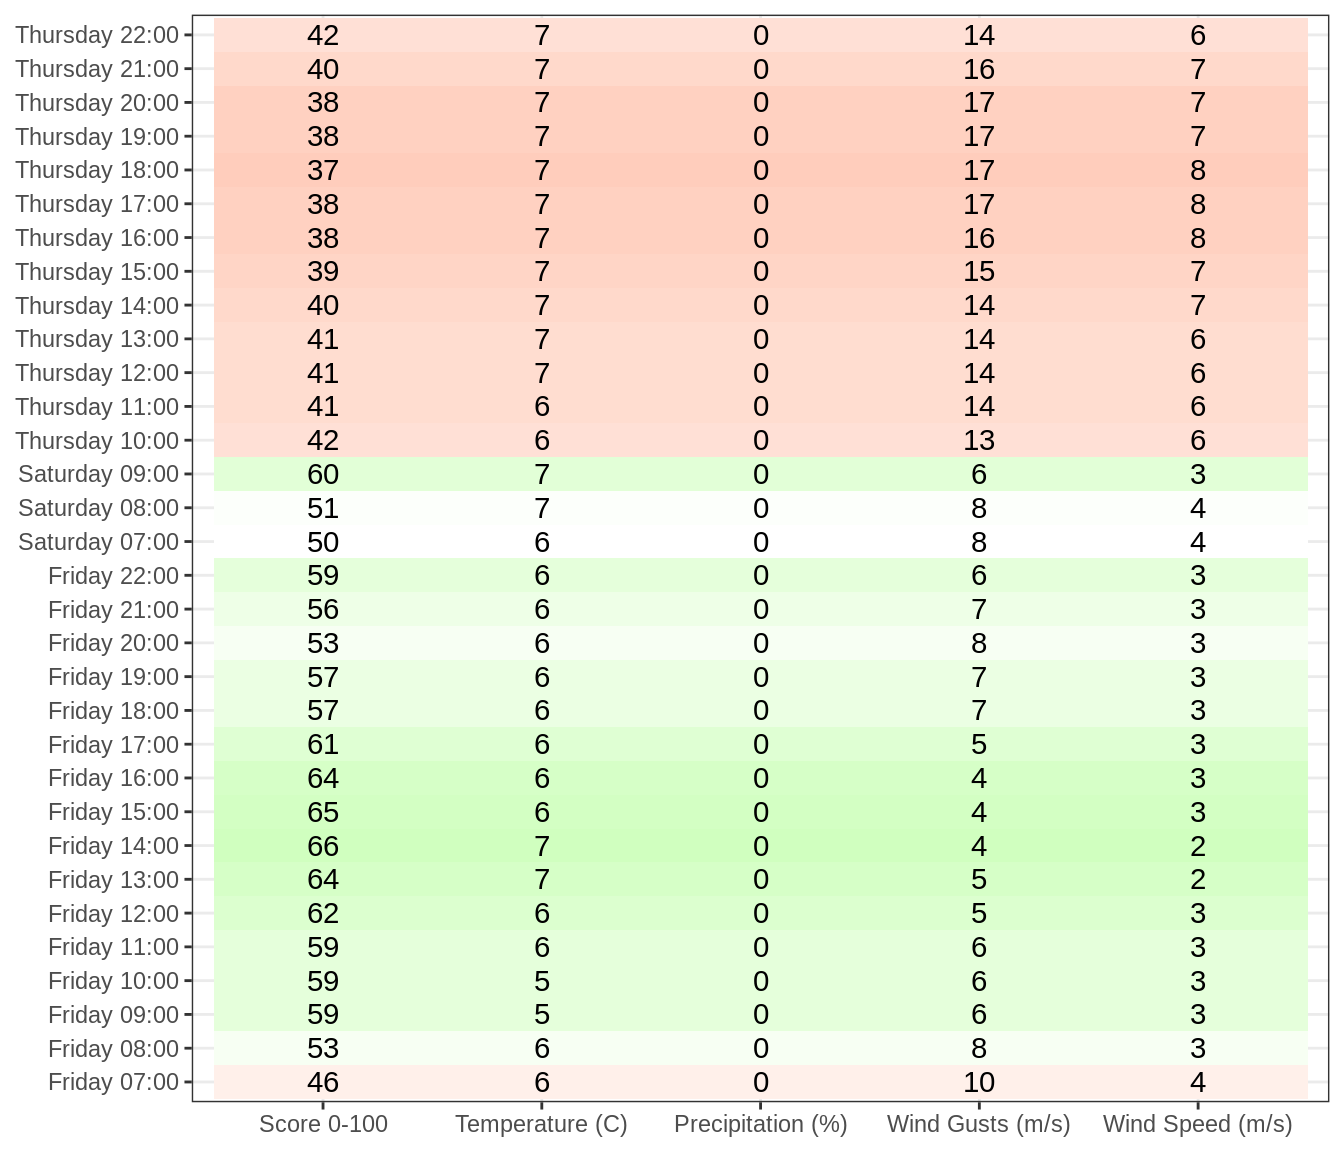 Thursday 22:00 42 7 0 14 6
Thursday 21:00 40 7 0 16 7
Thursday 20:00 38 7 0 17 7
Thursday 19:00 38 7 0 17 7
Thursday 18:00 37 7 0 17 8
Thursday 17:00 38 7 0 17 8
Thursday 16:00 38 7 0 16 8
Thursday 15:00 39 7 0 15 7
Thursday 14:00 40 7 0 14 7
Thursday 13:00 41 7 0 14 6
Thursday 12:00 41 7 0 14 6
Thursday 11:00 41 6 0 14 6
Thursday 10:00 42 6 0 13 6
Saturday 09:00 60 7 0 6 3
Saturday 08:00 51 7 0 8 4
Saturday 07:00 50 6 0 8 4
Friday 22:00 59 6 0 6 3
Friday 21:00 56 6 0 7 3
Friday 20:00 53 6 0 8 3
Friday 19:00 57 6 0 7 3
Friday 18:00 57 6 0 7 3
Friday 17:00 61 6 0 5 3
Friday 16:00 64 6 0 4 3
Friday 15:00 65 6 0 4 3
Friday 14:00 66 7 0 4 2
Friday 13:00 64 7 0 5 2
Friday 12:00 62 6 0 5 3
Friday 11:00 59 6 0 6 3
Friday 10:00 59 5 0 6 3
Friday 09:00 59 5 0 6 3
Friday 08:00 53 6 0 8 3
Friday 07:00 46 6 0 10 4
Score 0-100 Temperature (C) Precipitation (%) Wind Gusts (m/s) Wind Speed (m/s)